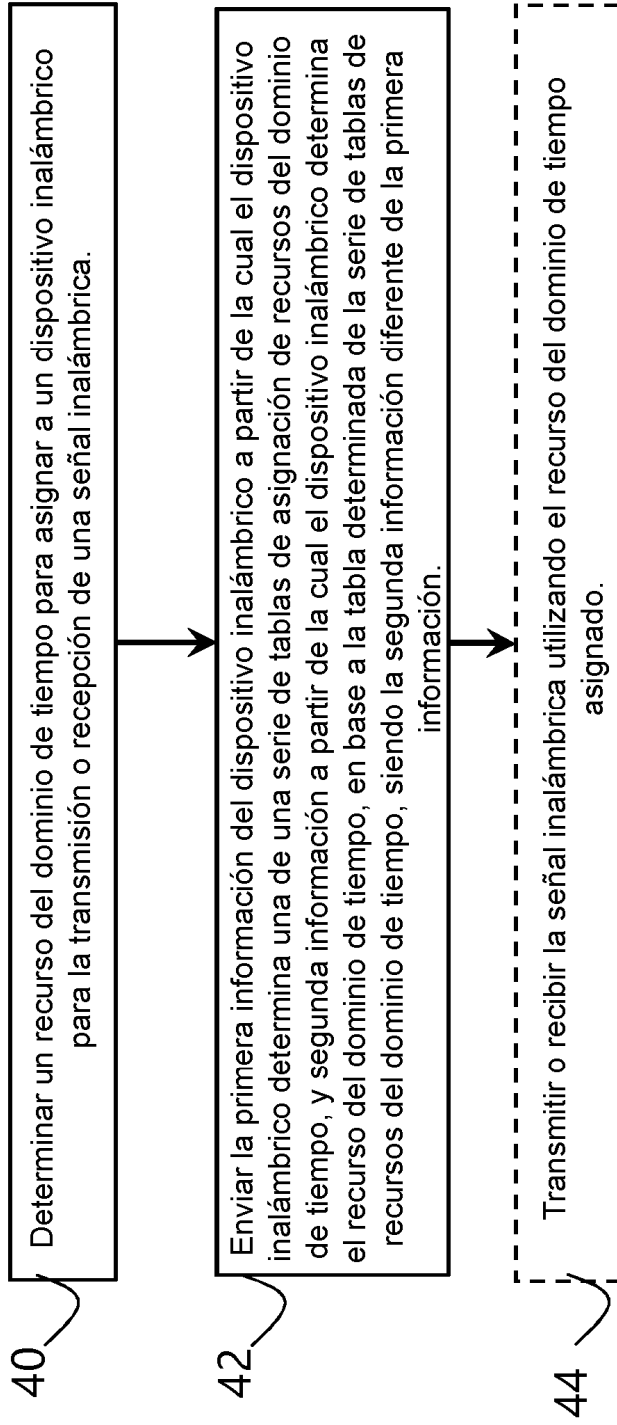 40
Determinar un recurso del dominio de tiempo para asignar a un dispositivo inalámbrico
para la transmisión o recepción de una señal inalámbrica.
42
Enviar la primera información del dispositivo inalámbrico a partir de la cual el dispositivo
inalámbrico determina una de una serie de tablas de asignación de recursos del dominio
de tiempo, y segunda información a partir de la cual el dispositivo inalámbrico determina
el recurso del dominio de tiempo, en base a la tabla determinada de la serie de tablas de
recursos del dominio de tiempo, siendo la segunda información diferente de la primera
información.
44
Transmitir o recibir la señal inalámbrica utilizando el recurso del dominio de tiempo
asignado.